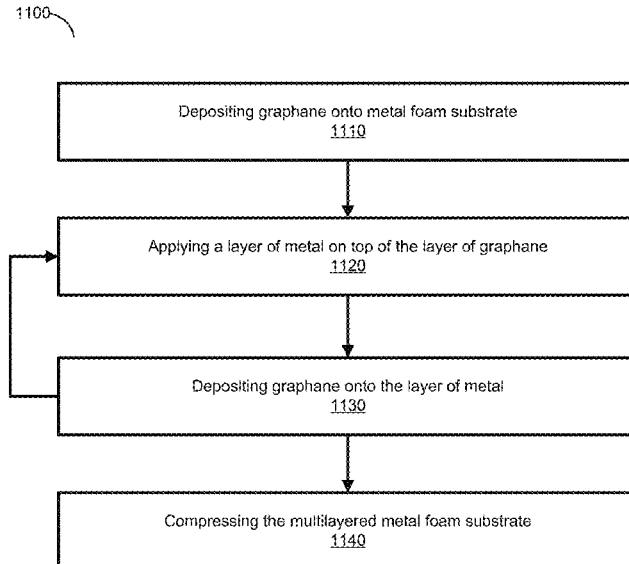 1100
Depositing graphane onto metal foam substrate
1110
Applying a layer of metal on top of the layer of graphane
1120
Depositing graphane onto the layer of metal
1130
Compressing the multilayered metal foam substrate
1140